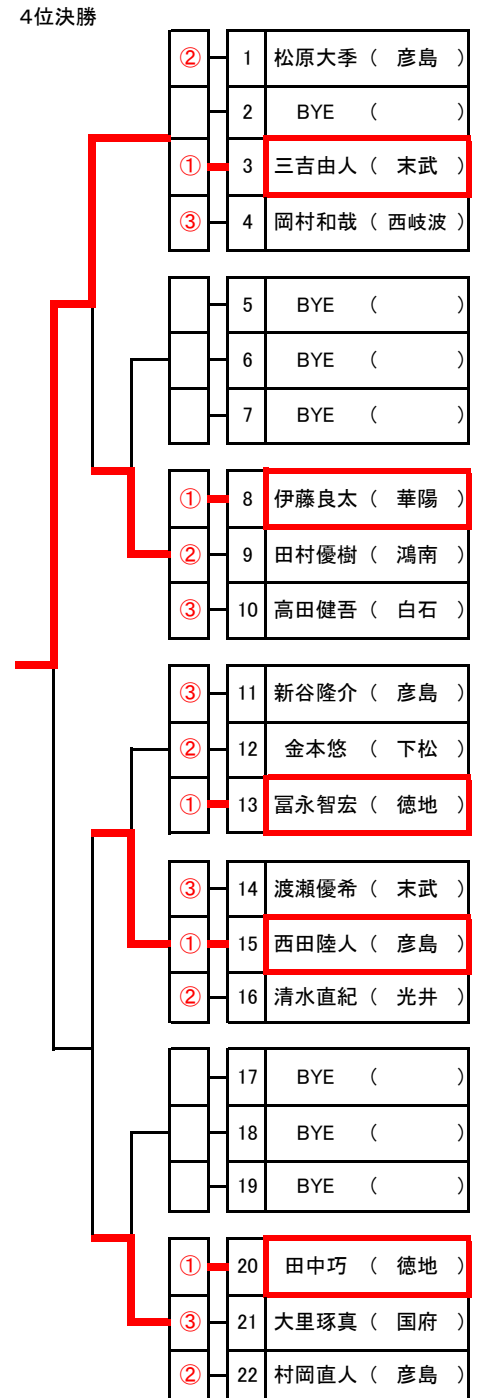 4位決勝
② 1 松原大季 ( 彦島 )
2 BYE ( )
① 3 三吉由人 ( 末武 )
③ 4 岡村和哉 ( 西岐波 )
5 BYE ( )
6 BYE ( )
7 BYE ( )
① 8 伊藤良太 ( 華陽 )
② 9 田村優樹 ( 鴻南 )
③ 10 高田健吾 ( 白石 )
③ 11 新谷隆介 ( 彦島 )
② 12 金本悠 ( 下松 )
① 13 冨永智宏 ( 徳地 )
③ 14 渡瀬優希 ( 末武 )
① 15 西田陸人 ( 彦島 )
② 16 清水直紀 ( 光井 )
17 BYE ( )
18 BYE ( )
19 BYE ( )
① 20 田中巧 ( 徳地 )
③ 21 大里琢真 ( 国府 )
② 22 村岡直人 ( 彦島 )